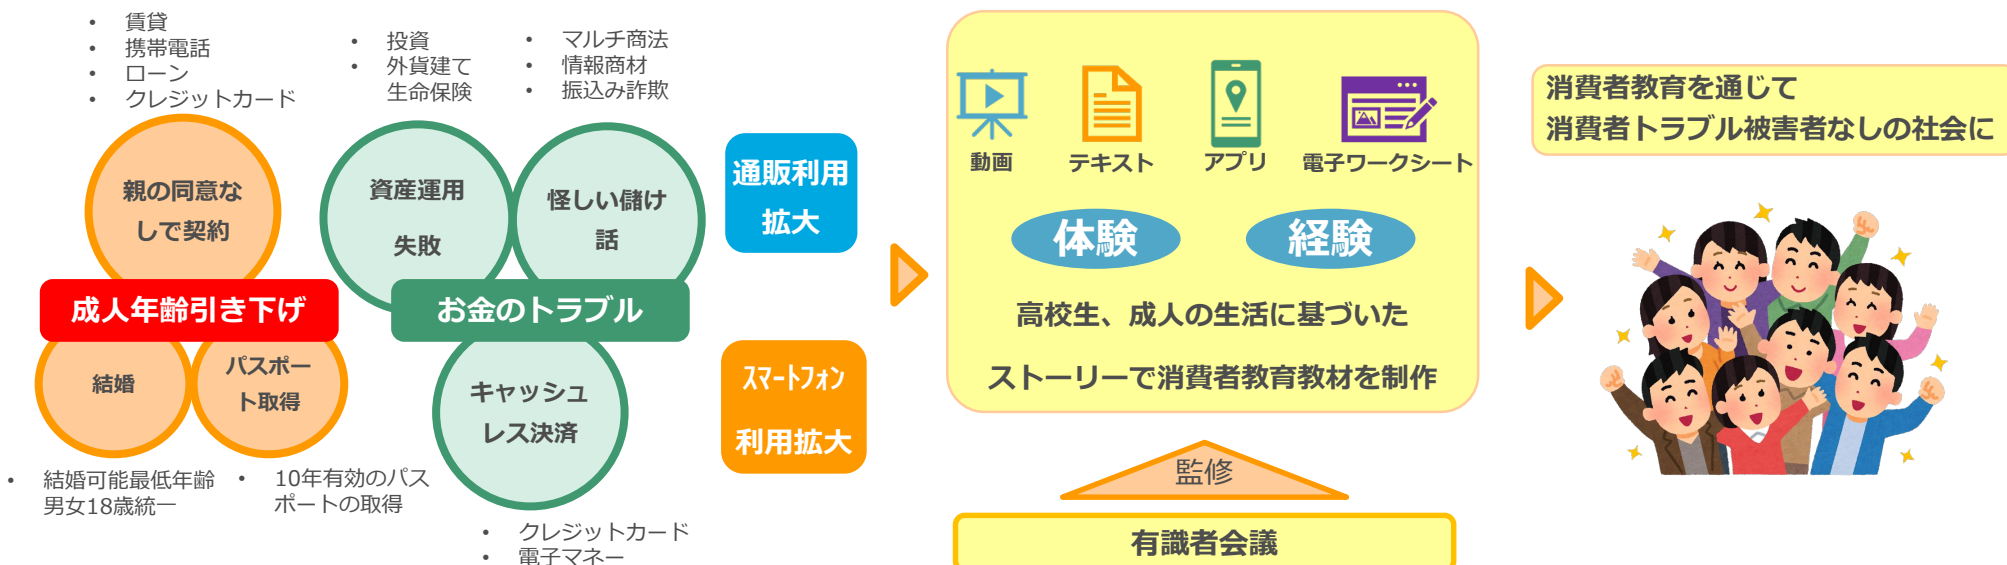 • 賃貸
• 携帯電話
• ローン
• クレジットカード
• 投資
• 外貨建て
生命保険
• マルチ商法
• 情報商材
• 振込み詐欺
親の同意な
しで契約
資産運用
失敗
怪しい儲け
話
成人年齢引き下げ
お金のトラブル
結婚
パスポー
ト取得
キャッシュ
レス決済
• 結婚可能最低年齢
男女18歳統一
• 10年有効のパス
ポートの取得
• クレジットカード
• 電子マネー
通販利用
拡大
ｽﾏｰﾄﾌｫﾝ
利用拡大
動画
テキスト
アプリ
電子ワークシート
体験
経験
高校生、成人の生活に基づいた
ストーリーで消費者教育教材を制作
監修
有識者会議
消費者教育を通じて
消費者トラブル被害者なしの社会に